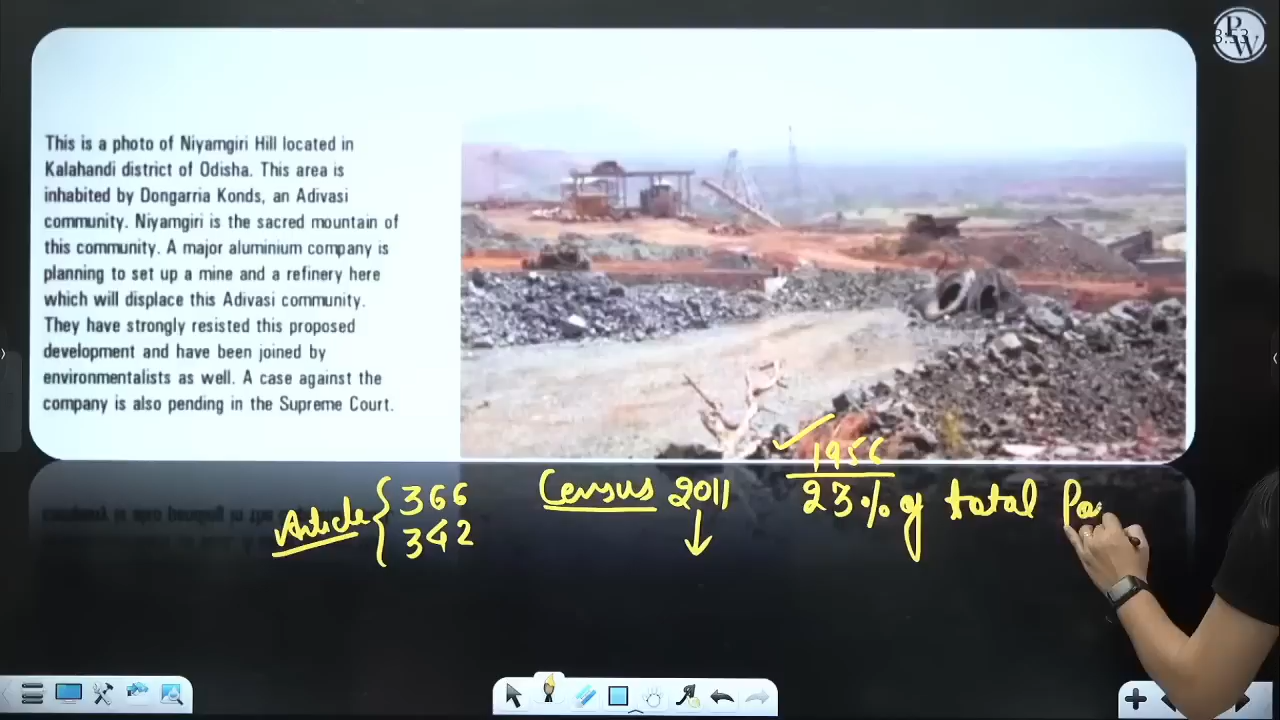 PW
3:53
This is a photo of Niyamgiri Hill located in
Kalahandi district of Odisha. This area is
inhabited by Dongarria Konds, an Adivasi
community. Niyamgiri is the sacred mountain of
this community. A major aluminium company is
planning to set up a mine and a refinery here
which will displace this Adivasi community.
They have strongly resisted this proposed
development and have been joined by
environmentalists as well. A case against the
company is also pending in the Supreme Court.
1956
Article { 366
342
Census 2011
23% of total